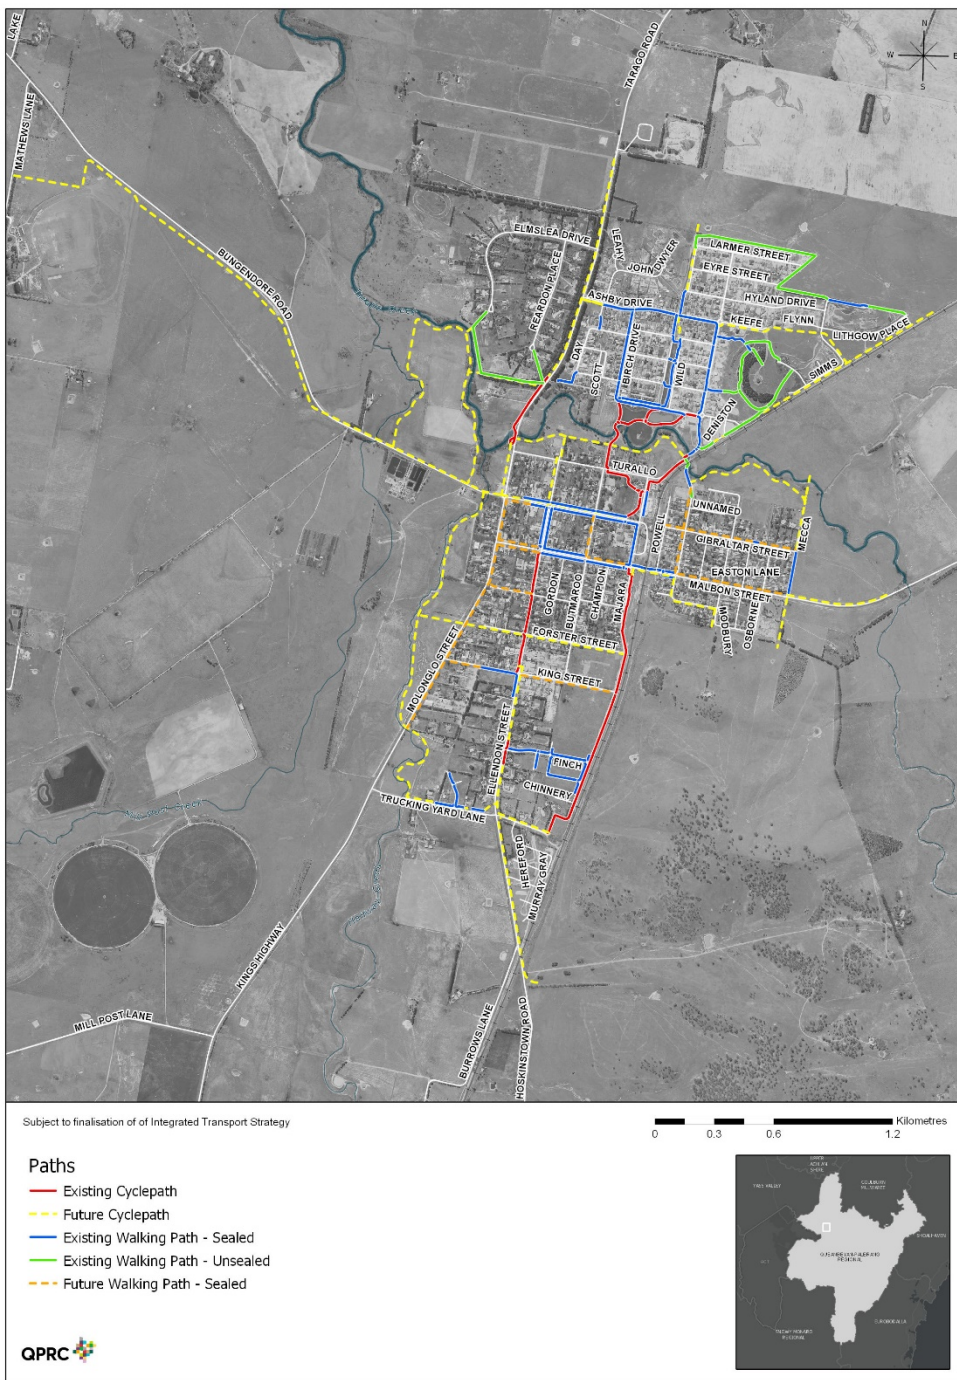 LAKE
MATHEWS LANE
TARAGO ROAD
N
W
E
S
BUNGENDORE ROAD
ELMSLEA DRIVE
REARDON PLACE
LEAHY
JOHN DWYER
LARMER STREET
EYRE STREET
HYLAND DRIVE
ASHBY DRIVE
KEEFE
FLYNN
LITHGOW PLACE
SIMMS
DAY
SCOTT
BIRCH DRIVE
WILD
DENISTON
TURALLO
POWELL
UNNAMED
GIBRALTAR STREET
MECCA
EASTON LANE
MALBON STREET
MODBURY
OSBORNE
GORDON
BUTMAROO
CHAMPION
MAJARA
FORSTER STREET
MOLONGLO STREET
KING STREET
ELLENDON STREET
FINCH
CHINNERY
TRUCKING YARD LANE
HEREFORD
MURRAY GRAY
KINGS HIGHWAY
MILL POST LANE
BURROWS LANE
HOSKINSTOWN ROAD
Subject to finalisation of of Integrated Transport Strategy
Kilometres
0 0.3 0.6 1.2
Paths
Existing Cyclepath
Future Cyclepath
Existing Walking Path - Sealed
Existing Walking Path - Unsealed
Future Walking Path - Sealed
QPRC